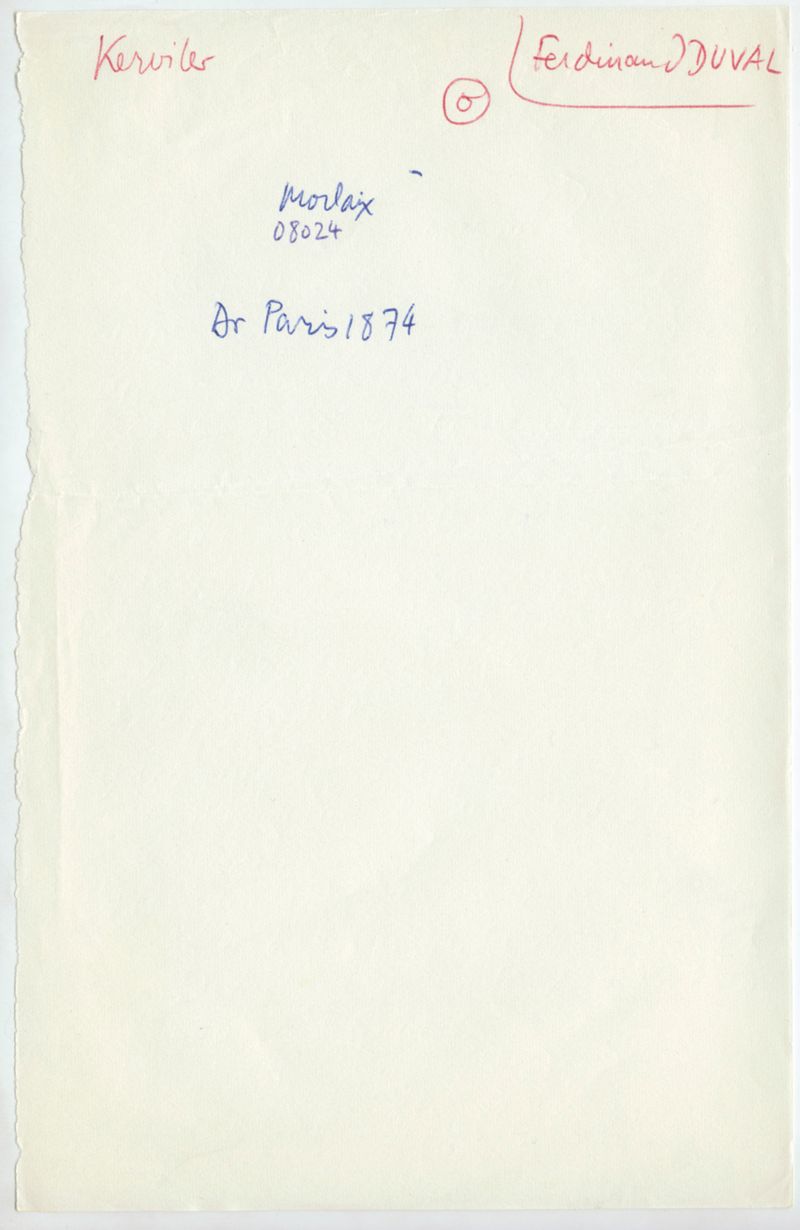 Kerviler
Ferdinand DUVAL
Morlaix
08024
Dr Paris 1874